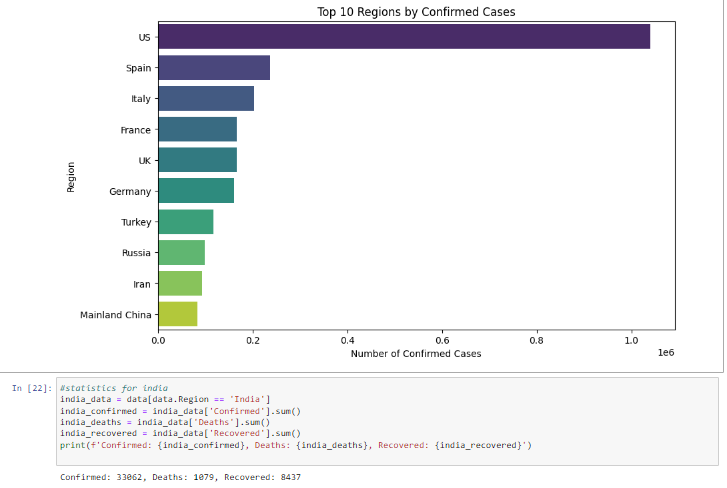 Top 10 Regions by Confirmed Cases
US
Spain
Italy
France
UK
Germany
Turkey
Russia
Iran
Mainland China
Region
0.0 0.2 0.4 0.6 0.8 1.0
1e6
Number of Confirmed Cases
In [22]: #statistics for india
india_data = data[data.Region == 'India']
india_confirmed = india_data['Confirmed'].sum()
india_deaths = india_data['Deaths'].sum()
india_recovered = india_data['Recovered'].sum()
print(f'Confirmed: {india_confirmed}, Deaths: {india_deaths}, Recovered: {india_recovered}')
Confirmed: 33062, Deaths: 1079, Recovered: 8437